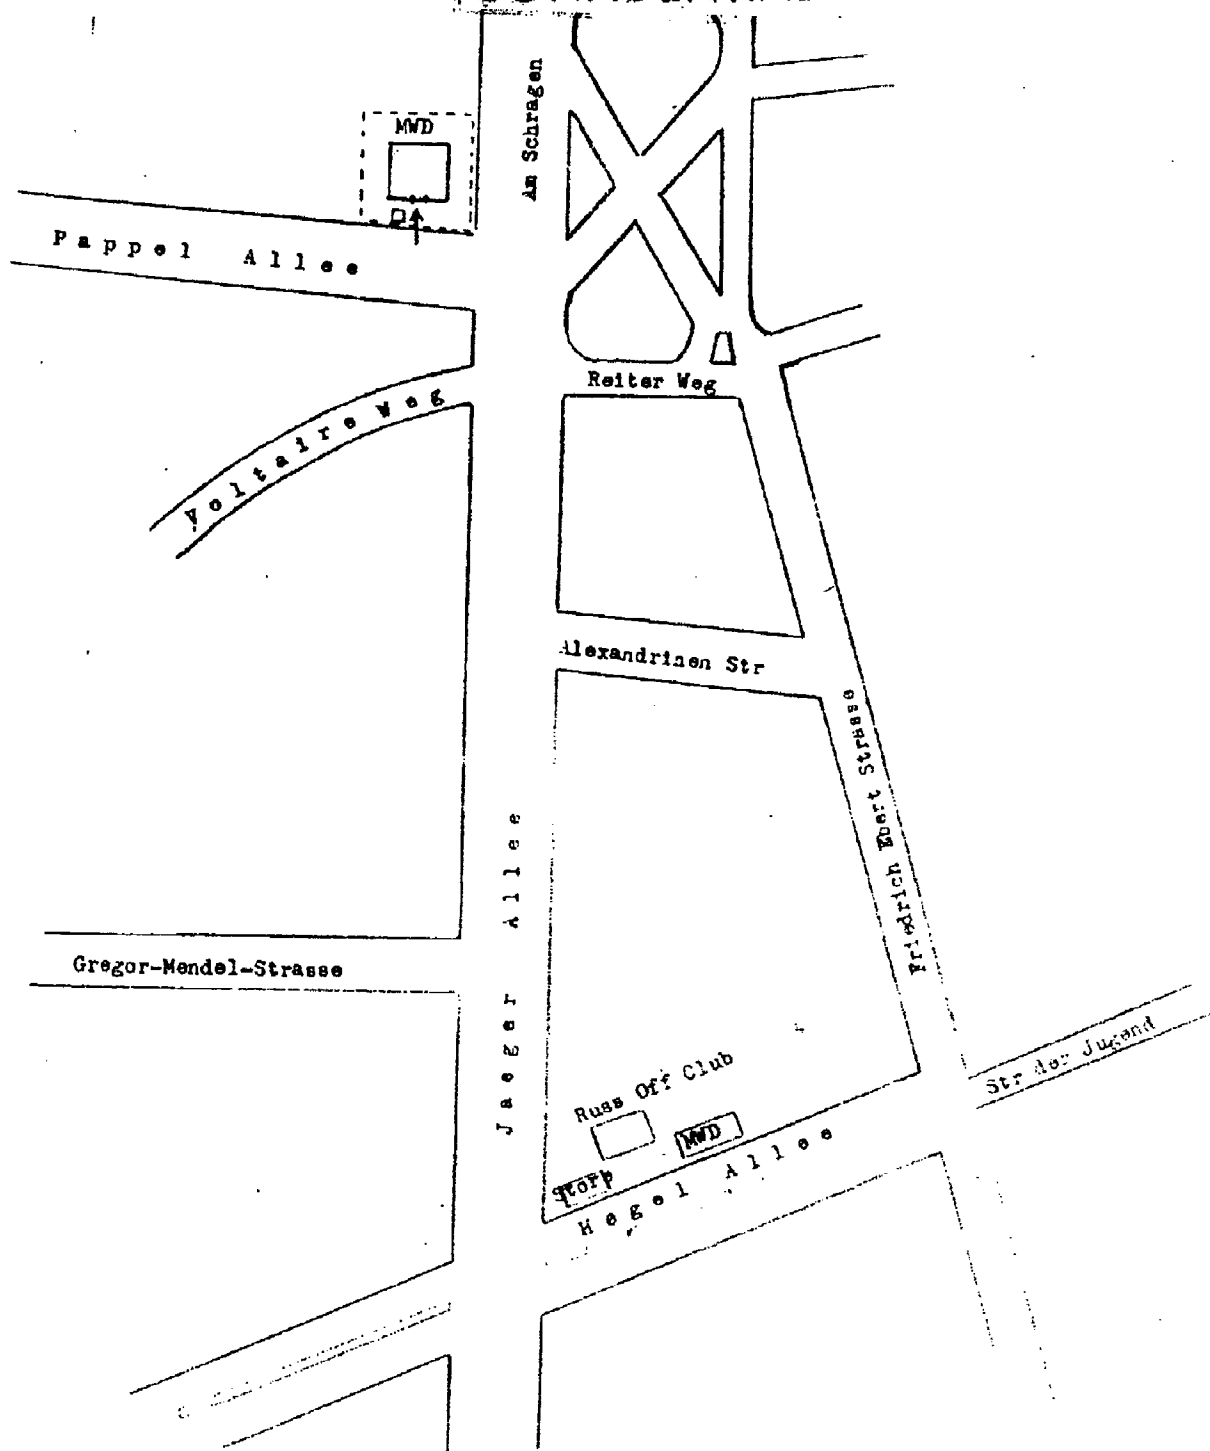 Am Schragen
MWD
Pappel Allee
Reiter Weg
Voltaire Weg
Alexandrinen Str
Friedrich Ebert Strasse
Jaeger Allee
Gregor-Mendel-Strasse
Str der Jugend
Russ Off Club
MWD
Store
Hegel Allee